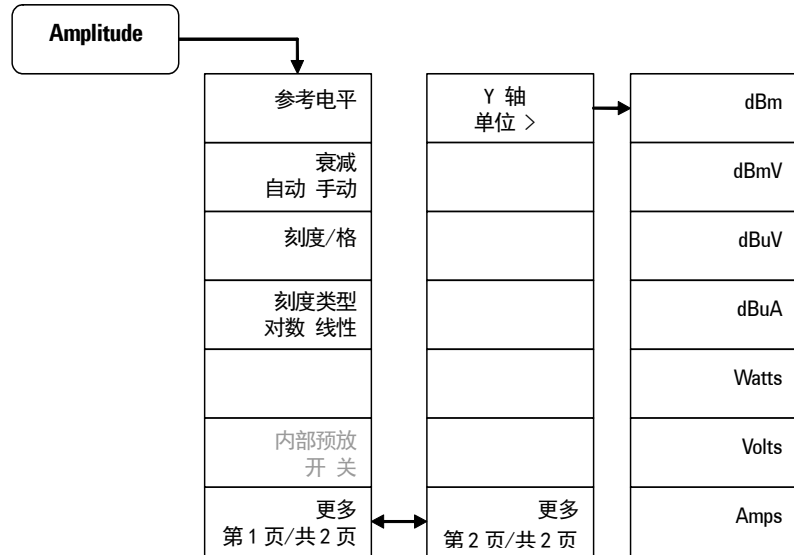 Amplitude
参考电平
衰减
自动 手动
刻度/格
刻度类型
对数 线性
内部预放
开 关
更多
第 1 页/共 2 页
Y 轴
单位 >
更多
第 2 页/共 2 页
dBm
dBmV
dBuV
dBuA
Watts
Volts
Amps